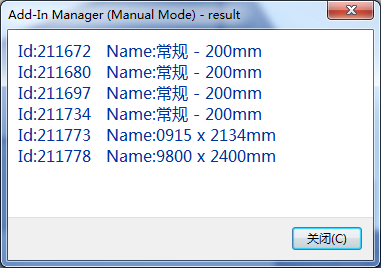 Add-In Manager (Manual Mode) - result
Id:211672 Name:常规 - 200mm
Id:211680 Name:常规 - 200mm
Id:211697 Name:常规 - 200mm
Id:211734 Name:常规 - 200mm
Id:211773 Name:0915 x 2134mm
Id:211778 Name:9800 x 2400mm
关闭(C)